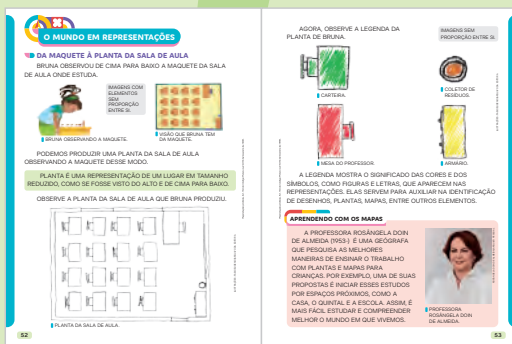 O MUNDO EM REPRESENTAÇÕES
DA MAQUETE À PLANTA DA SALA DE AULA
BRUNA OBSERVOU DE CIMA PARA BAIXO A MAQUETE DA SALA
DE AULA ONDE ESTUDA.
IMAGENS COM
ELEMENTOS
SEM
PROPORÇÃO
ENTRE SI.
BRUNA OBSERVANDO A MAQUETE.
VISÃO QUE BRUNA TEM
DA MAQUETE.
PODEMOS PRODUZIR UMA PLANTA DA SALA DE AULA
OBSERVANDO A MAQUETE DESSE MODO.
PLANTA É UMA REPRESENTAÇÃO DE UM LUGAR EM TAMANHO
REDUZIDO, COMO SE FOSSE VISTO DO ALTO E DE CIMA PARA BAIXO.
OBSERVE A PLANTA DA SALA DE AULA QUE BRUNA PRODUZIU.
PLANTA DA SALA DE AULA.
52
AGORA, OBSERVE A LEGENDA DA
PLANTA DE BRUNA.
IMAGENS SEM
PROPORÇÃO ENTRE SI.
CARTEIRA.
COLETOR DE
RESÍDUOS.
MESA DO PROFESSOR.
ARMÁRIO.
A LEGENDA MOSTRA O SIGNIFICADO DAS CORES E DOS
SÍMBOLOS, COMO FIGURAS E LETRAS, QUE APARECEM NAS
REPRESENTAÇÕES. ELAS SERVEM PARA AUXILIAR NA IDENTIFICAÇÃO
DE DESENHOS, PLANTAS, MAPAS, ENTRE OUTROS ELEMENTOS.
APRENDENDO COM OS MAPAS
A PROFESSORA ROSÂNGELA DOIN
DE ALMEIDA (1953-) É UMA GEÓGRAFA
QUE PESQUISA AS MELHORES
MANEIRAS DE ENSINAR O TRABALHO
COM PLANTAS E MAPAS PARA
CRIANÇAS. POR EXEMPLO, UMA DE SUAS
PROPOSTAS É INICIAR ESSES ESTUDOS
POR ESPAÇOS PRÓXIMOS, COMO A
CASA, O QUINTAL E A ESCOLA. ASSIM, É
MAIS FÁCIL ESTUDAR E COMPREENDER
MELHOR O MUNDO EM QUE VIVEMOS.
PROFESSORA
ROSÂNGELA DOIN
DE ALMEIDA.
53